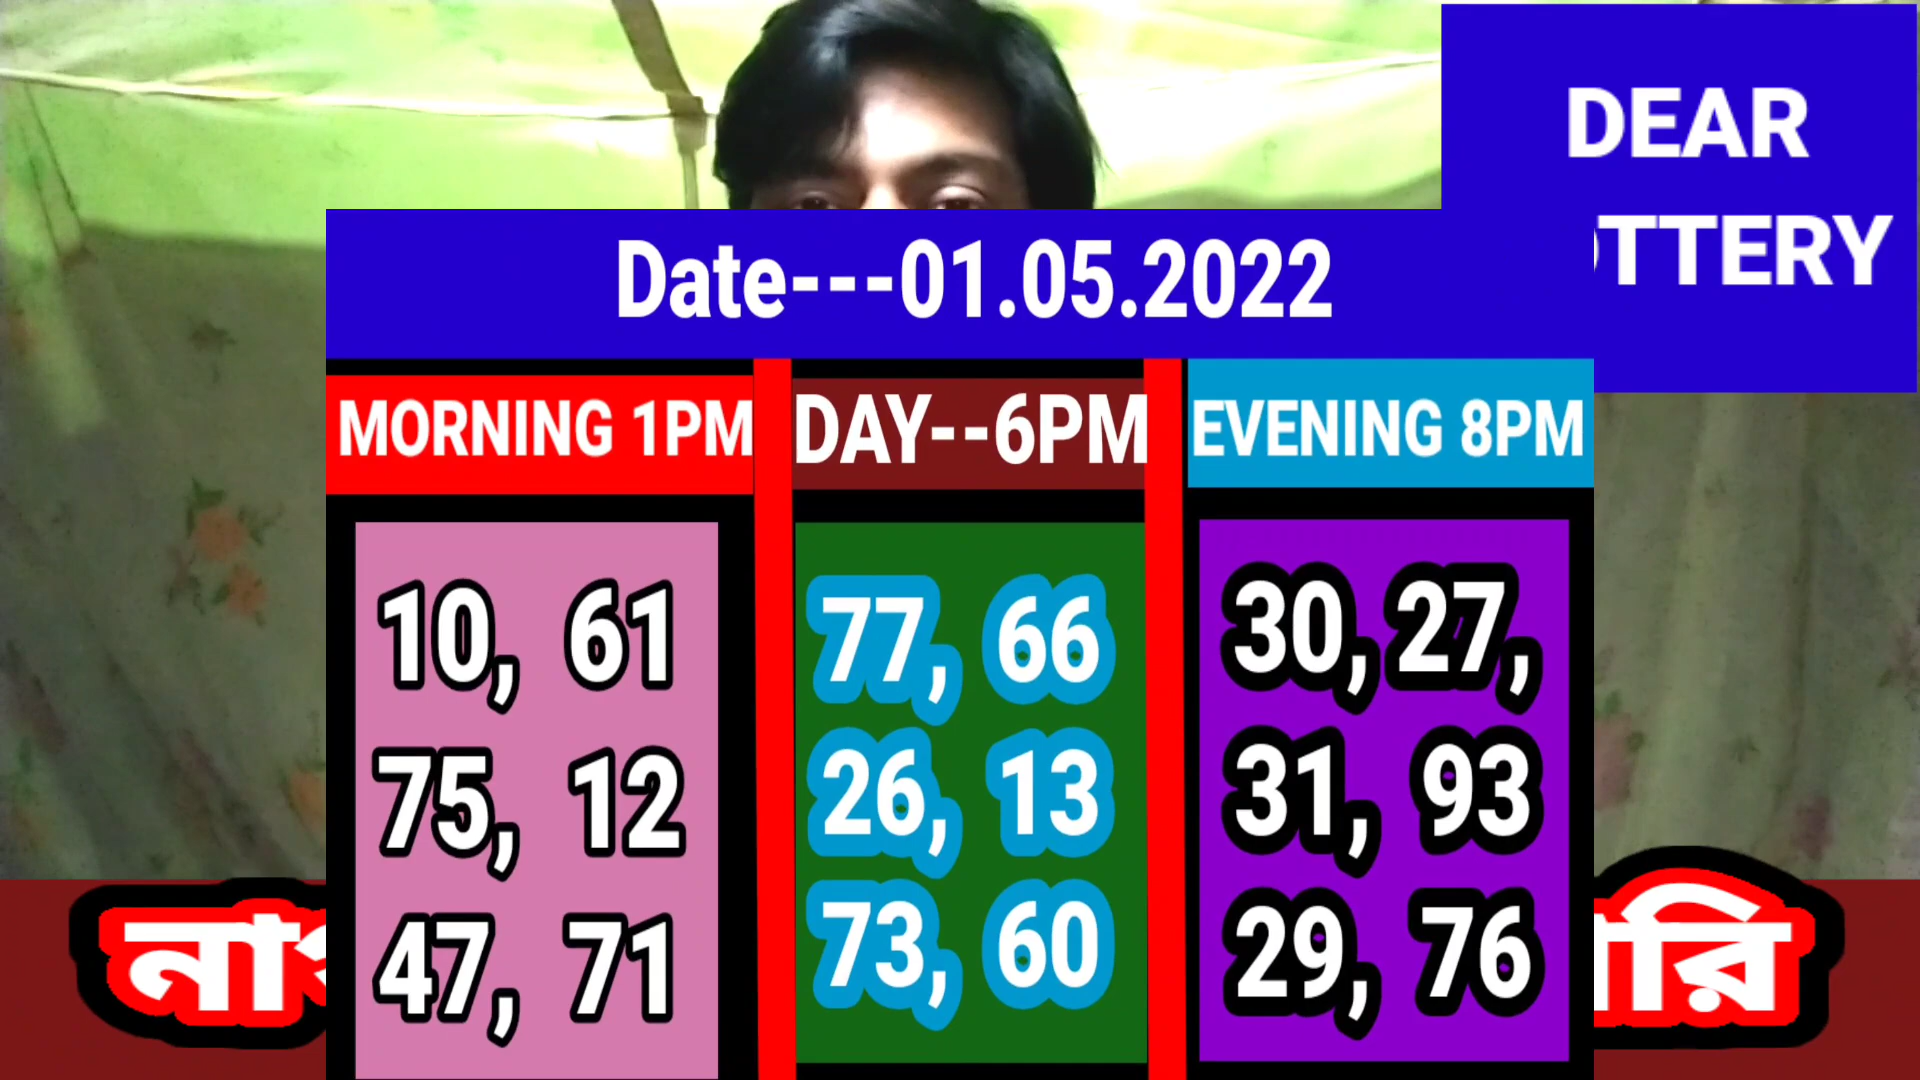 DEAR
TTERY
Date---01.05.2022
MORNING 1PM
DAY--6PM
EVENING 8PM
10, 61
75, 12
47, 71
77, 66
26, 13
73, 60
30, 27,
31, 93
29, 76